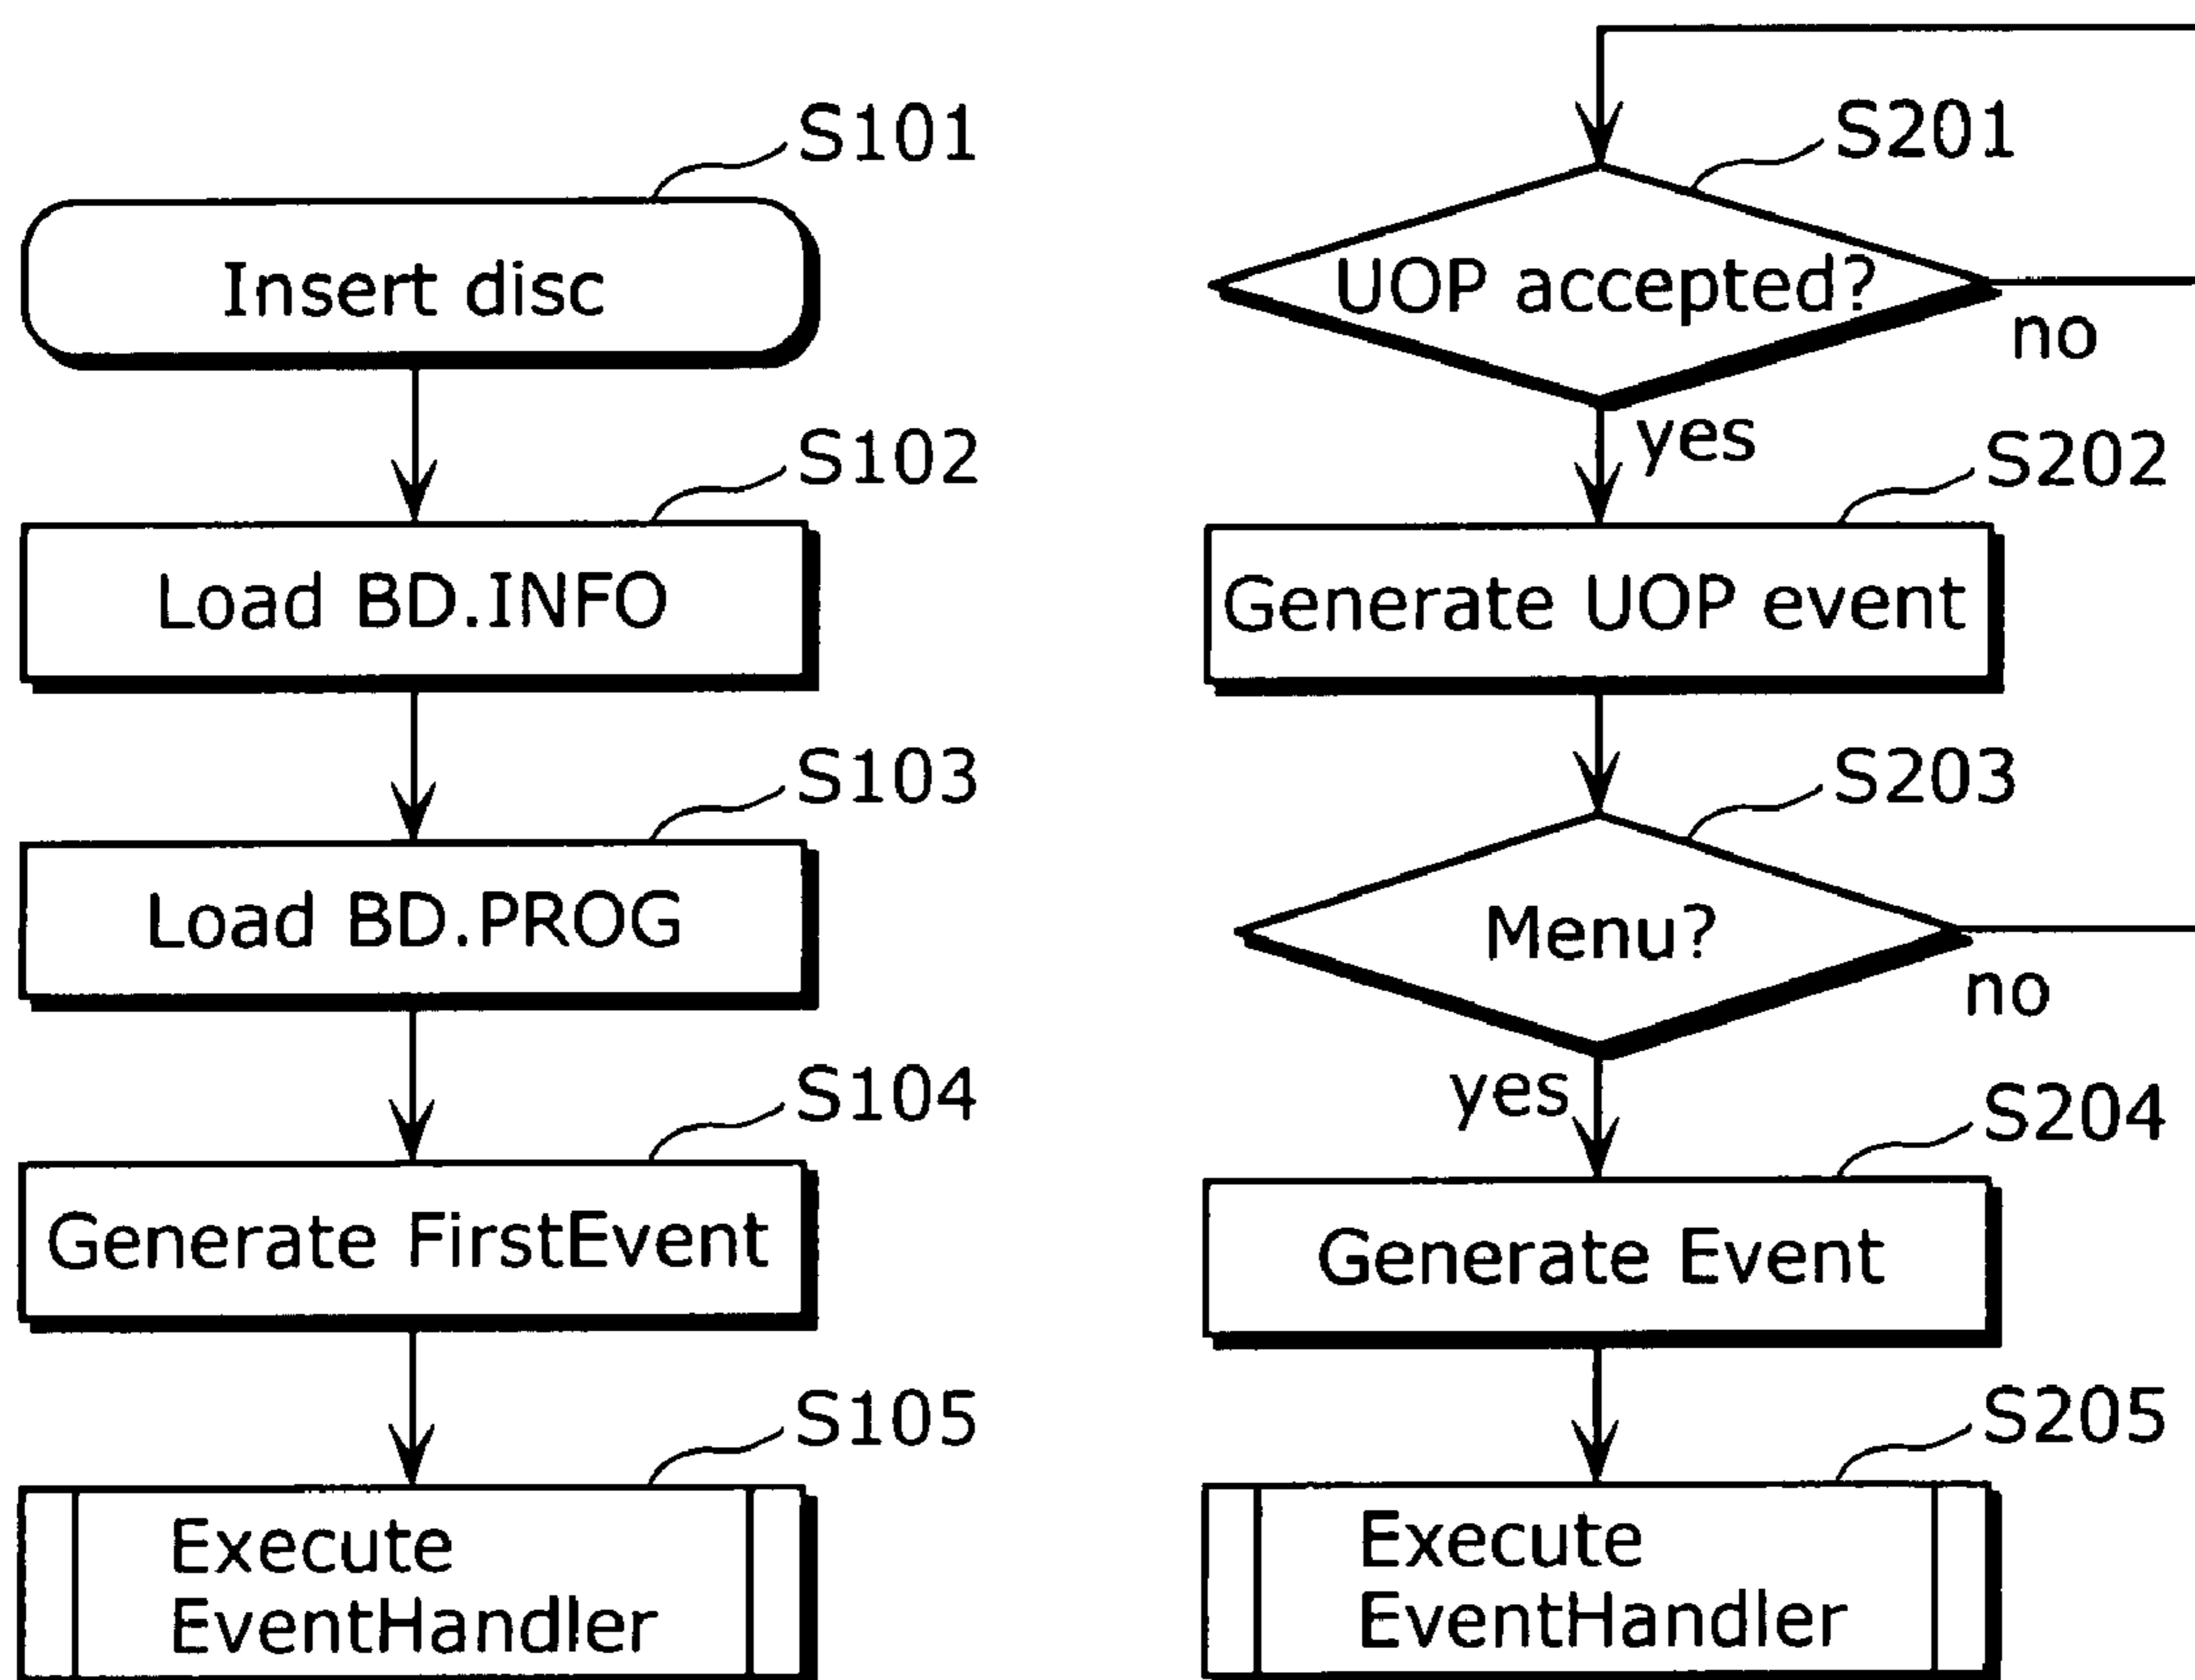 S101
Insert disc
S102
Load BD.INFO
S103
Load BD.PROG
S104
Generate FirstEvent
S105
Execute
EventHandler
S201
UOP accepted?
no
yes
S202
Generate UOP event
S203
Menu?
no
yes
S204
Generate Event
S205
Execute
EventHandler